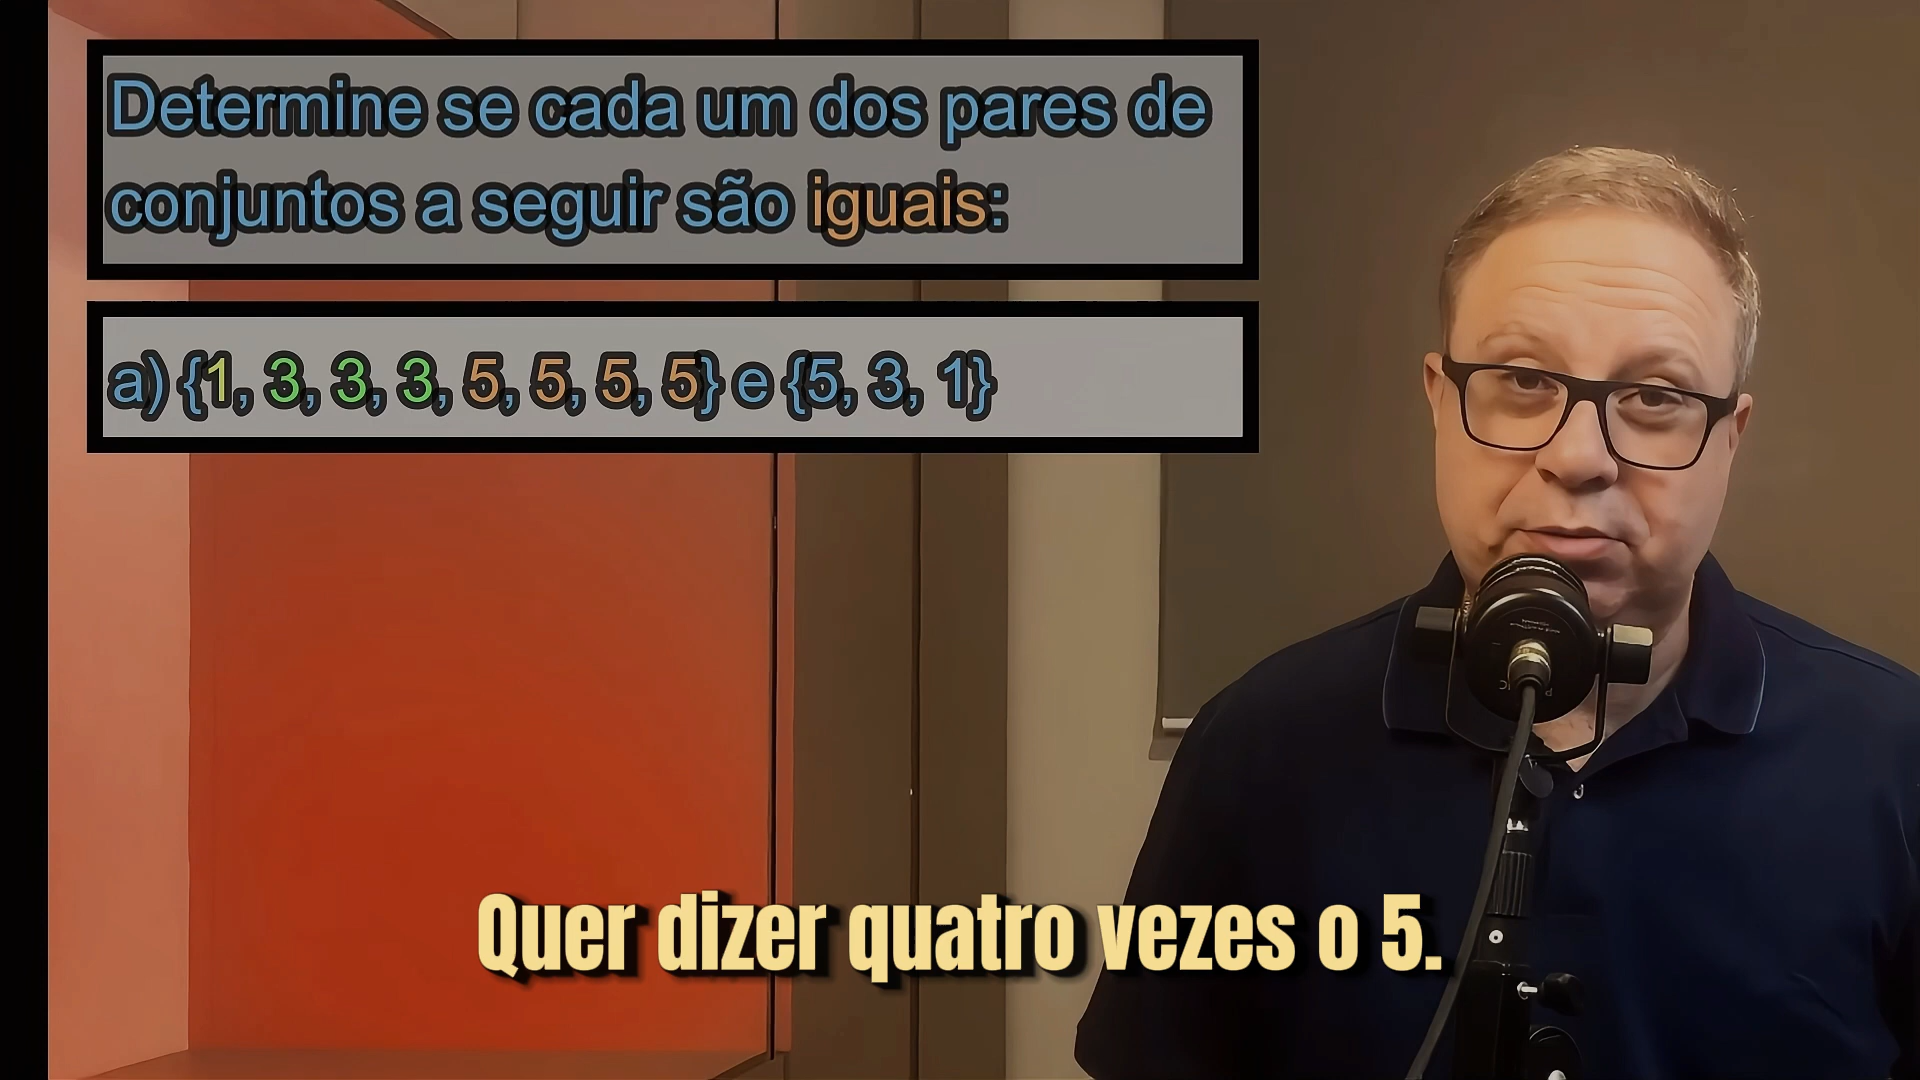 Determine se cada um dos pares de
conjuntos a seguir são iguais:
a) {1, 3, 3, 3, 5, 5, 5, 5} e {5, 3, 1}
Quer dizer quatro vezes o 5.